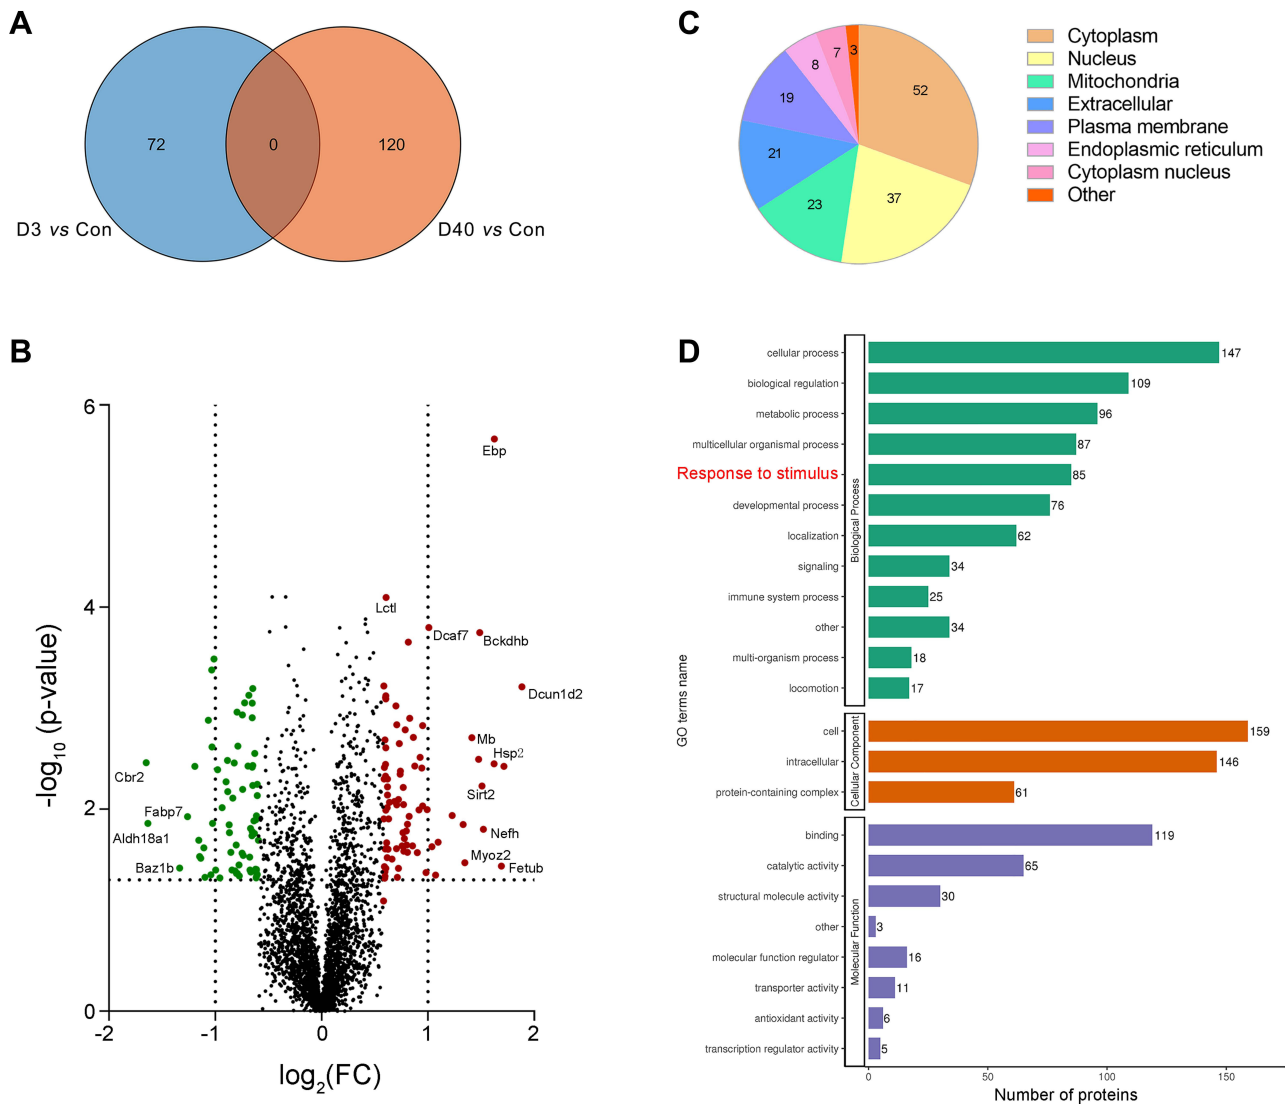 A
72
0
120
D3 vs Con
D40 vs Con
C
52
37
23
21
19
8
7
3
Cytoplasm
Nucleus
Mitochondria
Extracellular
Plasma membrane
Endoplasmic reticulum
Cytoplasm nucleus
Other
B
-log10 (p-value)
6
4
2
0
-2
-1
0
1
2
log2(FC)
Ebp
Lctl
Dcaf7
Bckdhb
Dcun1d2
Mb
Hsp2
Cbr2
Sirt2
Fabp7
Aldh18a1
Nefh
Myoz2
Baz1b
Fetub
D
GO terms name
Biological Process
cellular process 147
biological regulation 109
metabolic process 96
multicellular organismal process 87
Response to stimulus 85
developmental process 76
localization 62
signaling 34
immune system process 25
other 34
multi-organism process 18
locomotion 17
Cellular Component
cell 159
intracellular 146
protein-containing complex 61
Molecular Function
binding 119
catalytic activity 65
structural molecule activity 30
other 3
molecular function regulator 16
transporter activity 11
antioxidant activity 6
transcription regulator activity 5
0
50
100
150
Number of proteins